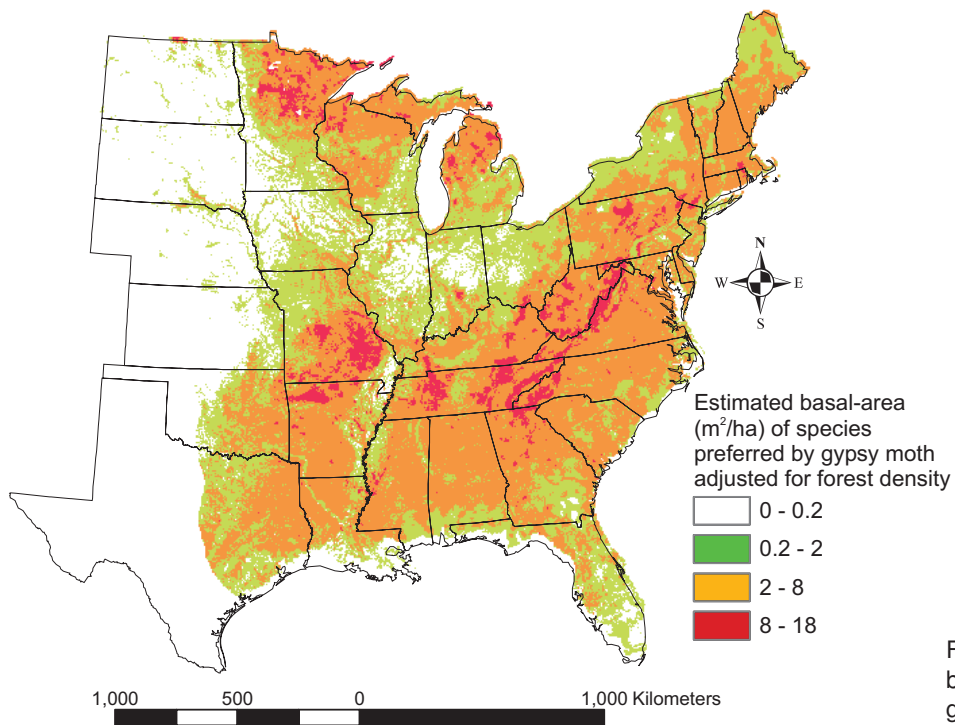 N
W E
S
Estimated basal-area
(m²/ha) of species
preferred by gypsy moth
adjusted for forest density
0 - 0.2
0.2 - 2
2 - 8
8 - 18
F
b
g
1,000 500 0 1,000 Kilometers